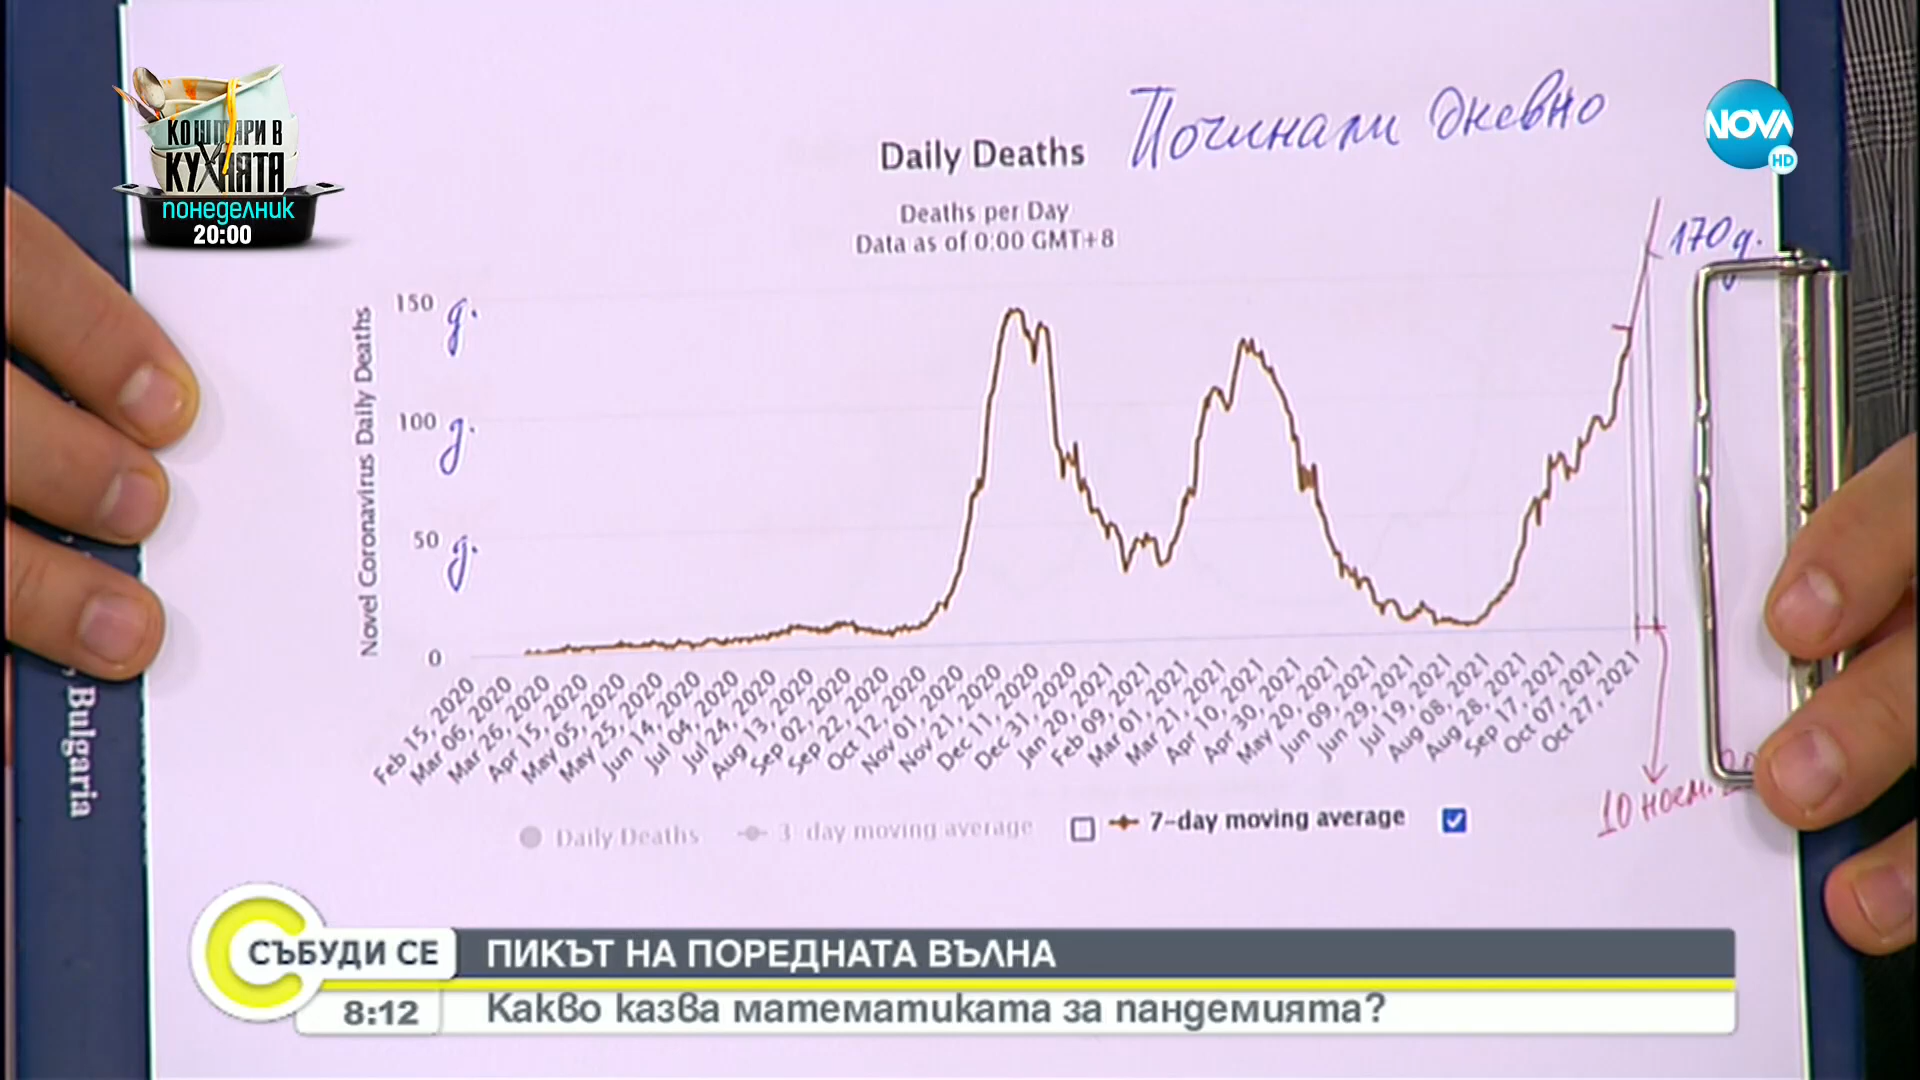 КОШМАРИ В
КУХНЯТА
понеделник
20:00
NOVA
HD
Daily Deaths
Починали дневно
Deaths per Day
Data as of 0:00 GMT+8
170 д.
Novel Coronavirus Daily Deaths
150 д.
100 д.
50 д.
0
Feb 15, 2020
Mar 06, 2020
Mar 26, 2020
Apr 15, 2020
May 05, 2020
May 25, 2020
Jun 14, 2020
Jul 04, 2020
Jul 24, 2020
Aug 13, 2020
Sep 02, 2020
Sep 22, 2020
Oct 12, 2020
Nov 01, 2020
Nov 21, 2020
Dec 11, 2020
Dec 31, 2020
Jan 20, 2021
Feb 09, 2021
Mar 01, 2021
Mar 21, 2021
Apr 10, 2021
Apr 30, 2021
May 20, 2021
Jun 09, 2021
Jun 29, 2021
Jul 19, 2021
Aug 08, 2021
Aug 28, 2021
Sep 17, 2021
Oct 07, 2021
Oct 27, 2021
10 ноем.
Daily Deaths
3-day moving average
7-day moving average
, Bulgaria
СЪБУДИ СЕ
ПИКЪТ НА ПОРЕДНАТА ВЪЛНА
8:12
Какво казва математиката за пандемията?